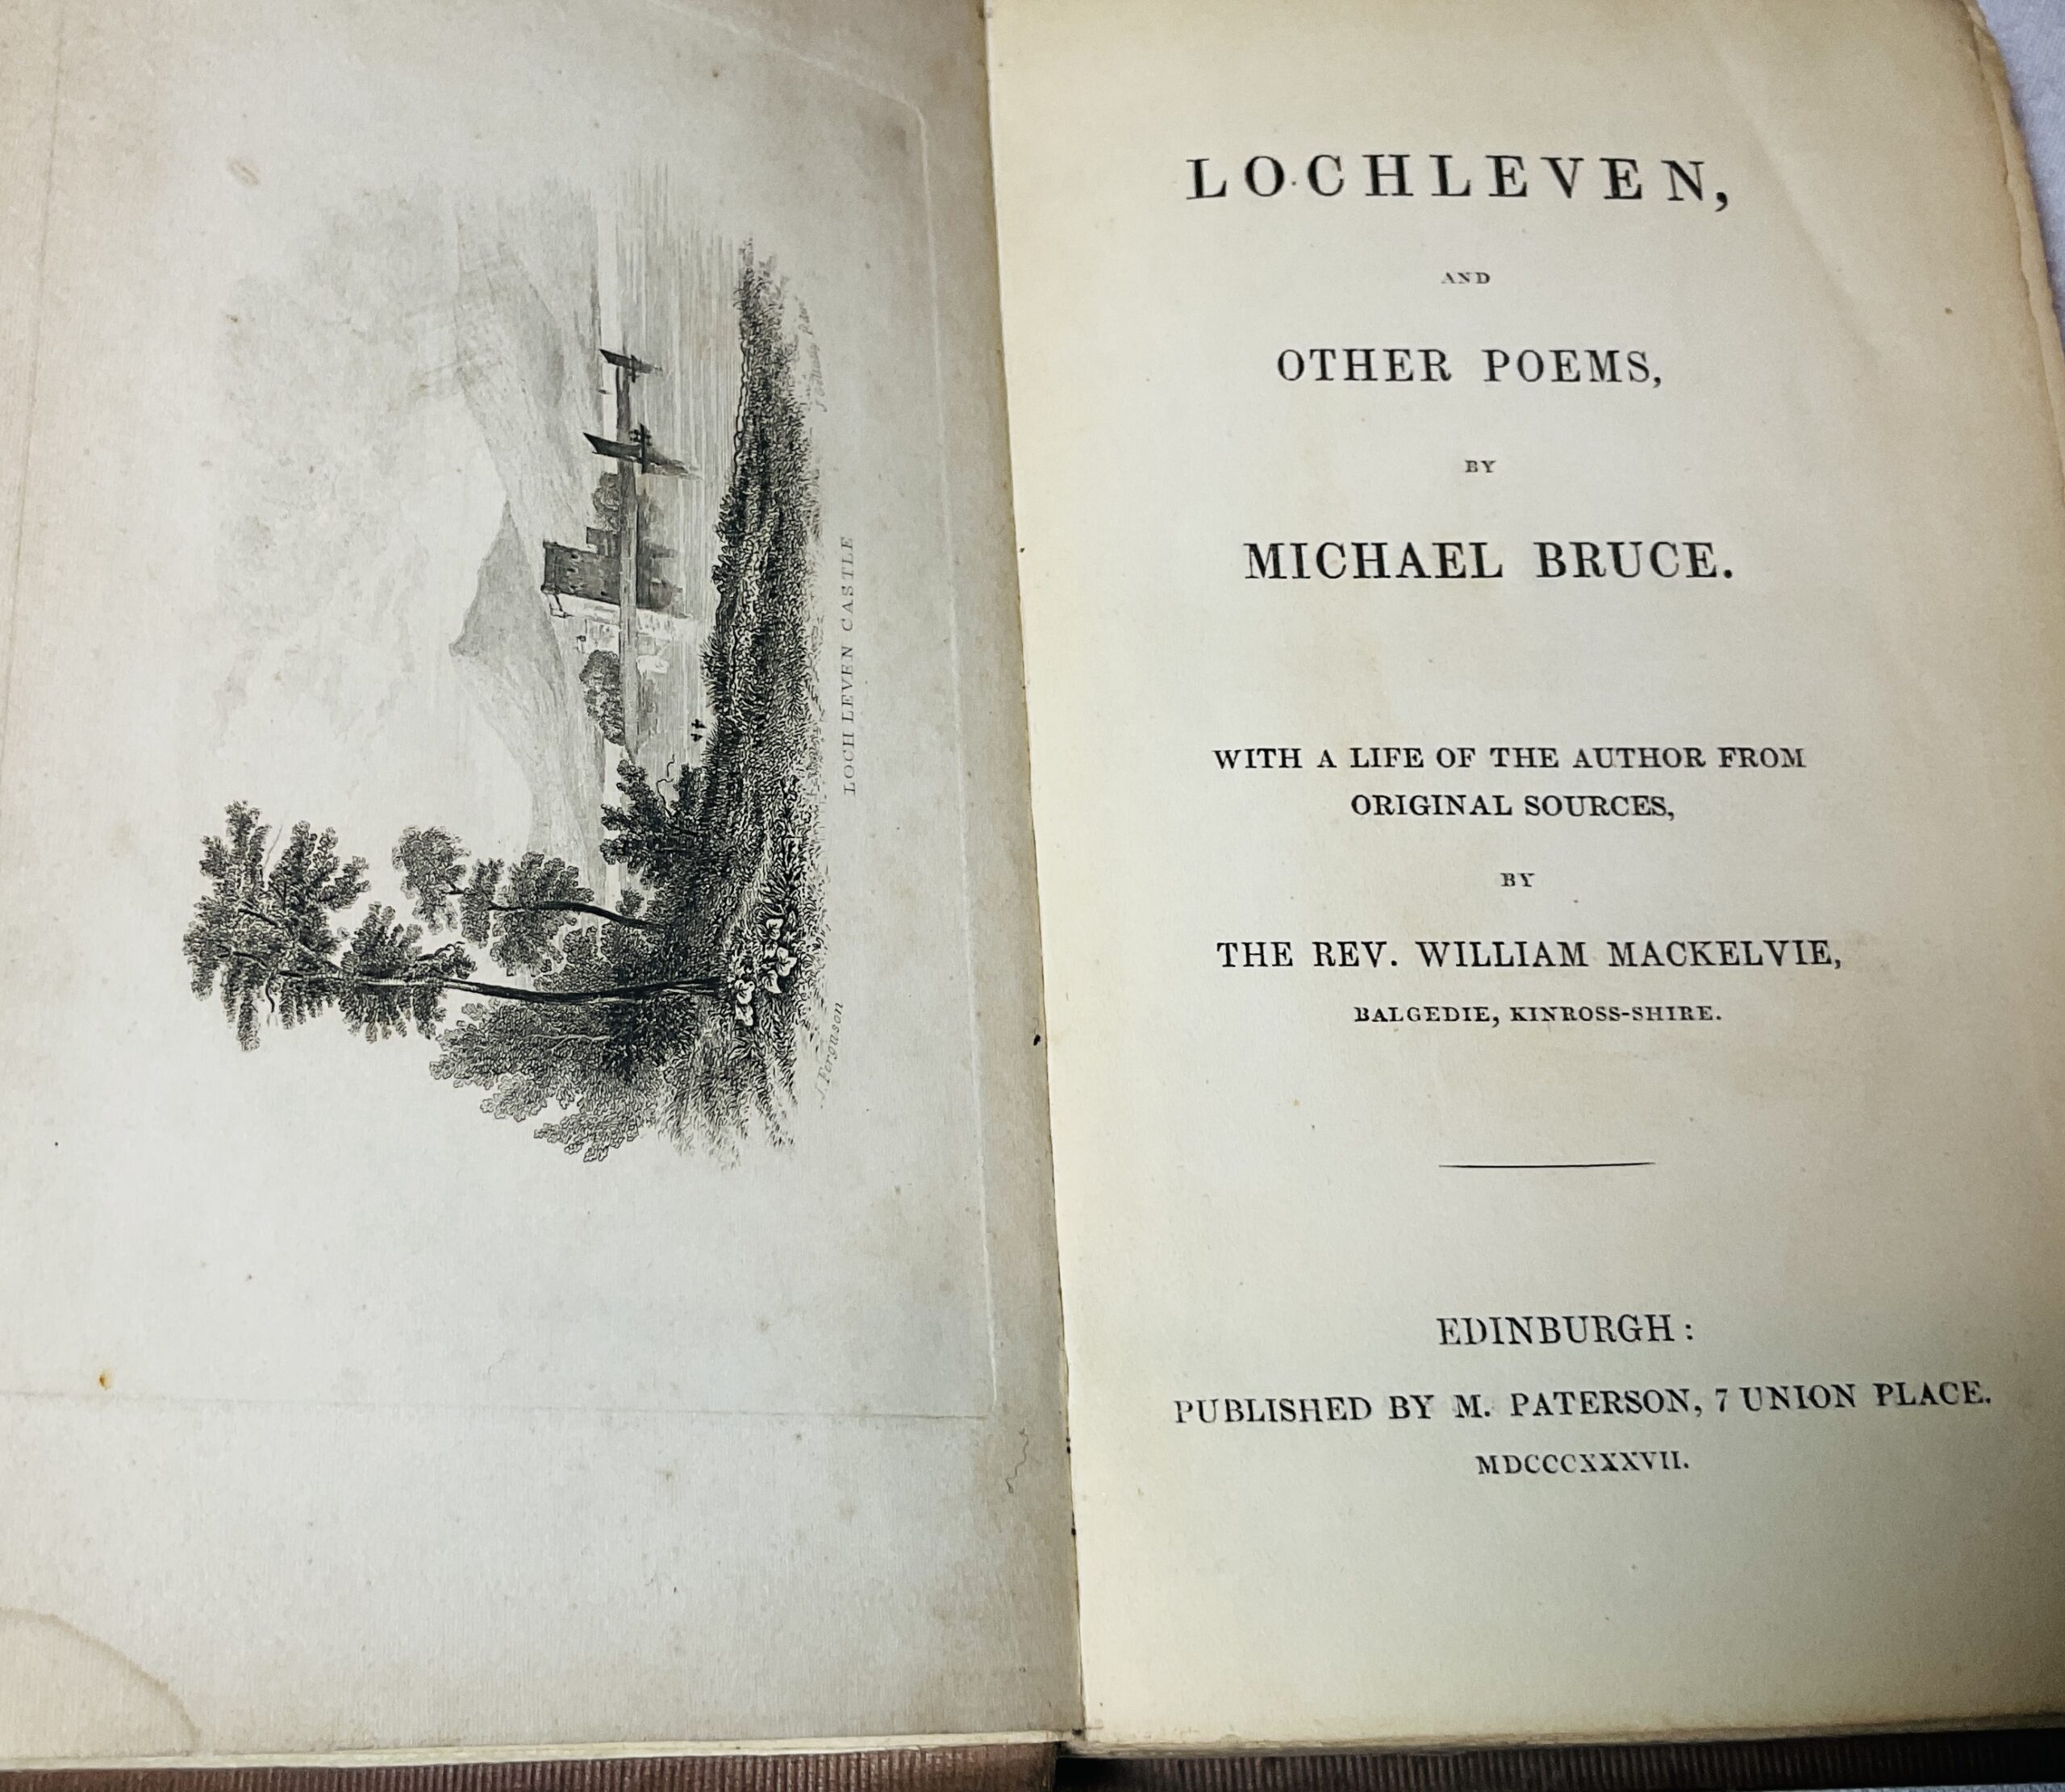 LOCH LEVEN CASTLE
J. Ferguson
LOCHLEVEN,
AND
OTHER POEMS,
BY
MICHAEL BRUCE.
WITH A LIFE OF THE AUTHOR FROM
ORIGINAL SOURCES,
BY
THE REV. WILLIAM MACKELVIE,
BALGEDIE, KINROSS-SHIRE.
EDINBURGH:
PUBLISHED BY M. PATERSON, 7 UNION PLACE.
MDCCCXXXVII.